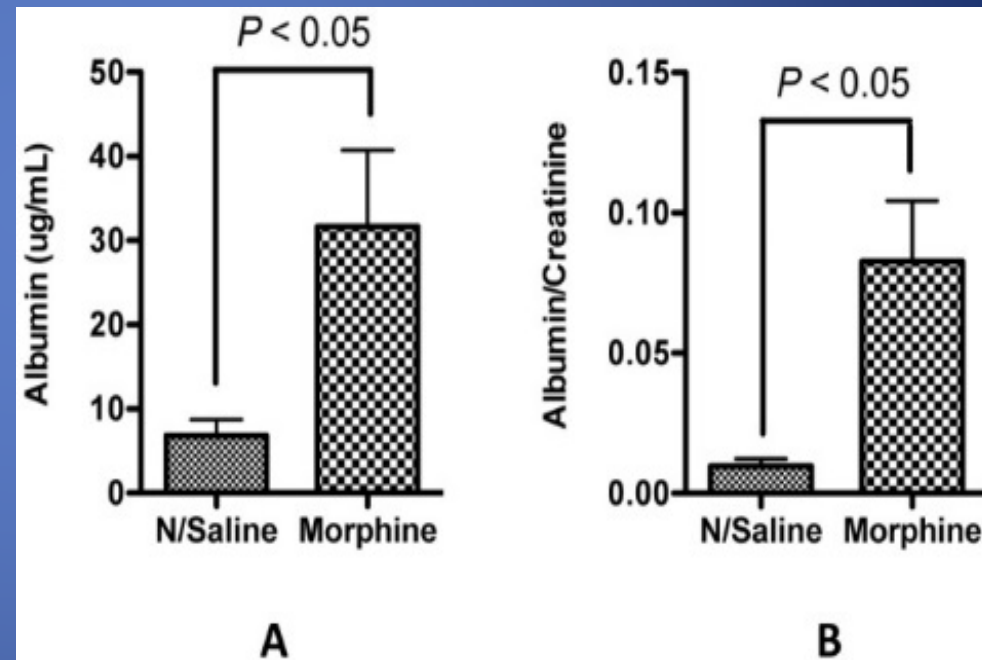 P < 0.05
50
40
30
20
10
0
Albumin (ug/mL)
N/Saline Morphine
A
P < 0.05
0.15
0.10
0.05
0.00
Albumin/Creatinine
N/Saline Morphine
B